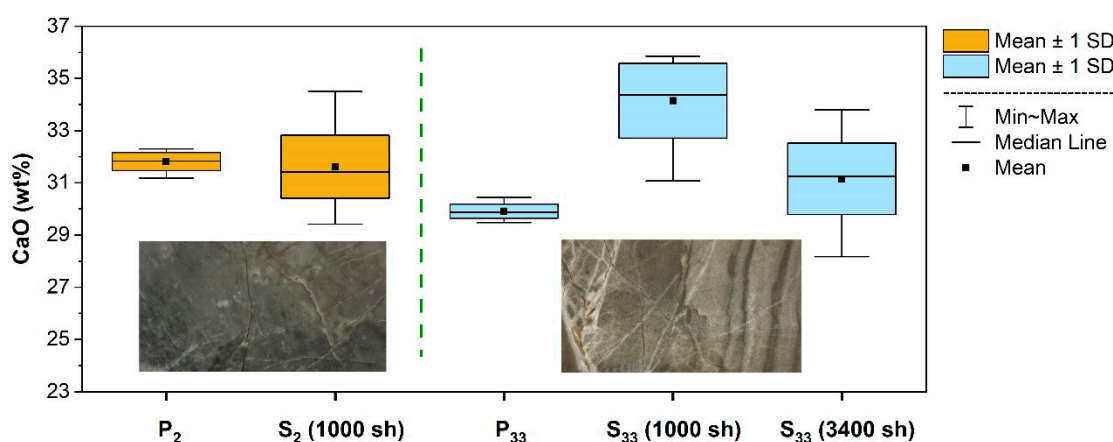 37
35
33
31
29
27
25
23
CaO (wt%)
P₂
S₂ (1000 sh)
P₃₃
S₃₃ (1000 sh)
S₃₃ (3400 sh)
Mean ± 1 SD
Mean ± 1 SD
Min~Max
Median Line
Mean